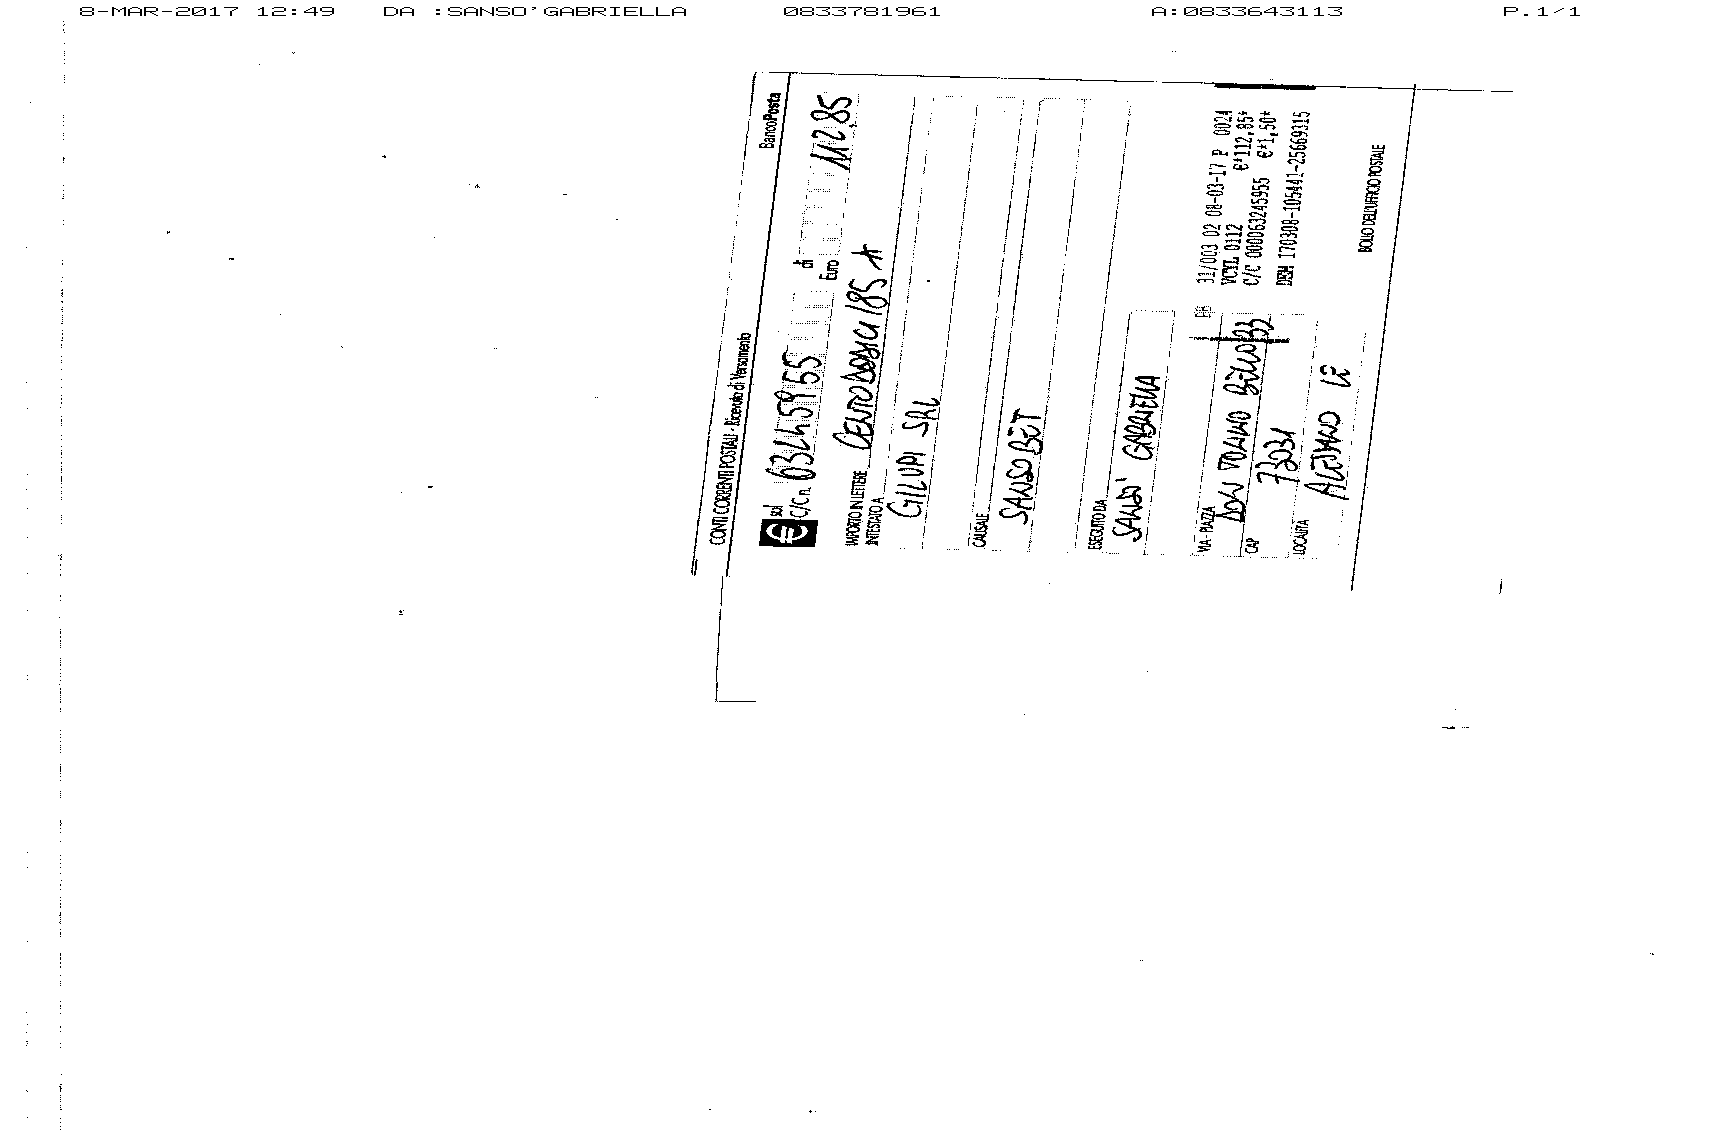 8-MAR-2017 12:49 DA :SANSO'GABRIELLA 0833781961 A:0833643113 P.1/1
CONTI CORRENTI POSTALI - Ricevuta di Versamento BancoPosta
€ sul C/C n. 63245955 di Euro 112,85
IMPORTO IN LETTERE CENTODODICI/85
INTESTATO A
GILUPI SRL
CAUSALE
SANSO BET
ESEGUITO DA
SANSO' GABRIELLA
VIA - PIAZZA DON TONINO BELLO 33
CAP 73031
LOCALITÀ ALESSANO LE
31/003 02 08-03-17 P 0024
VCYL 0112 €*112,85*
C/C 000063245955 €*1,50*
DEM 170308-105441-25669315
BOLLO DELL'UFFICIO POSTALE